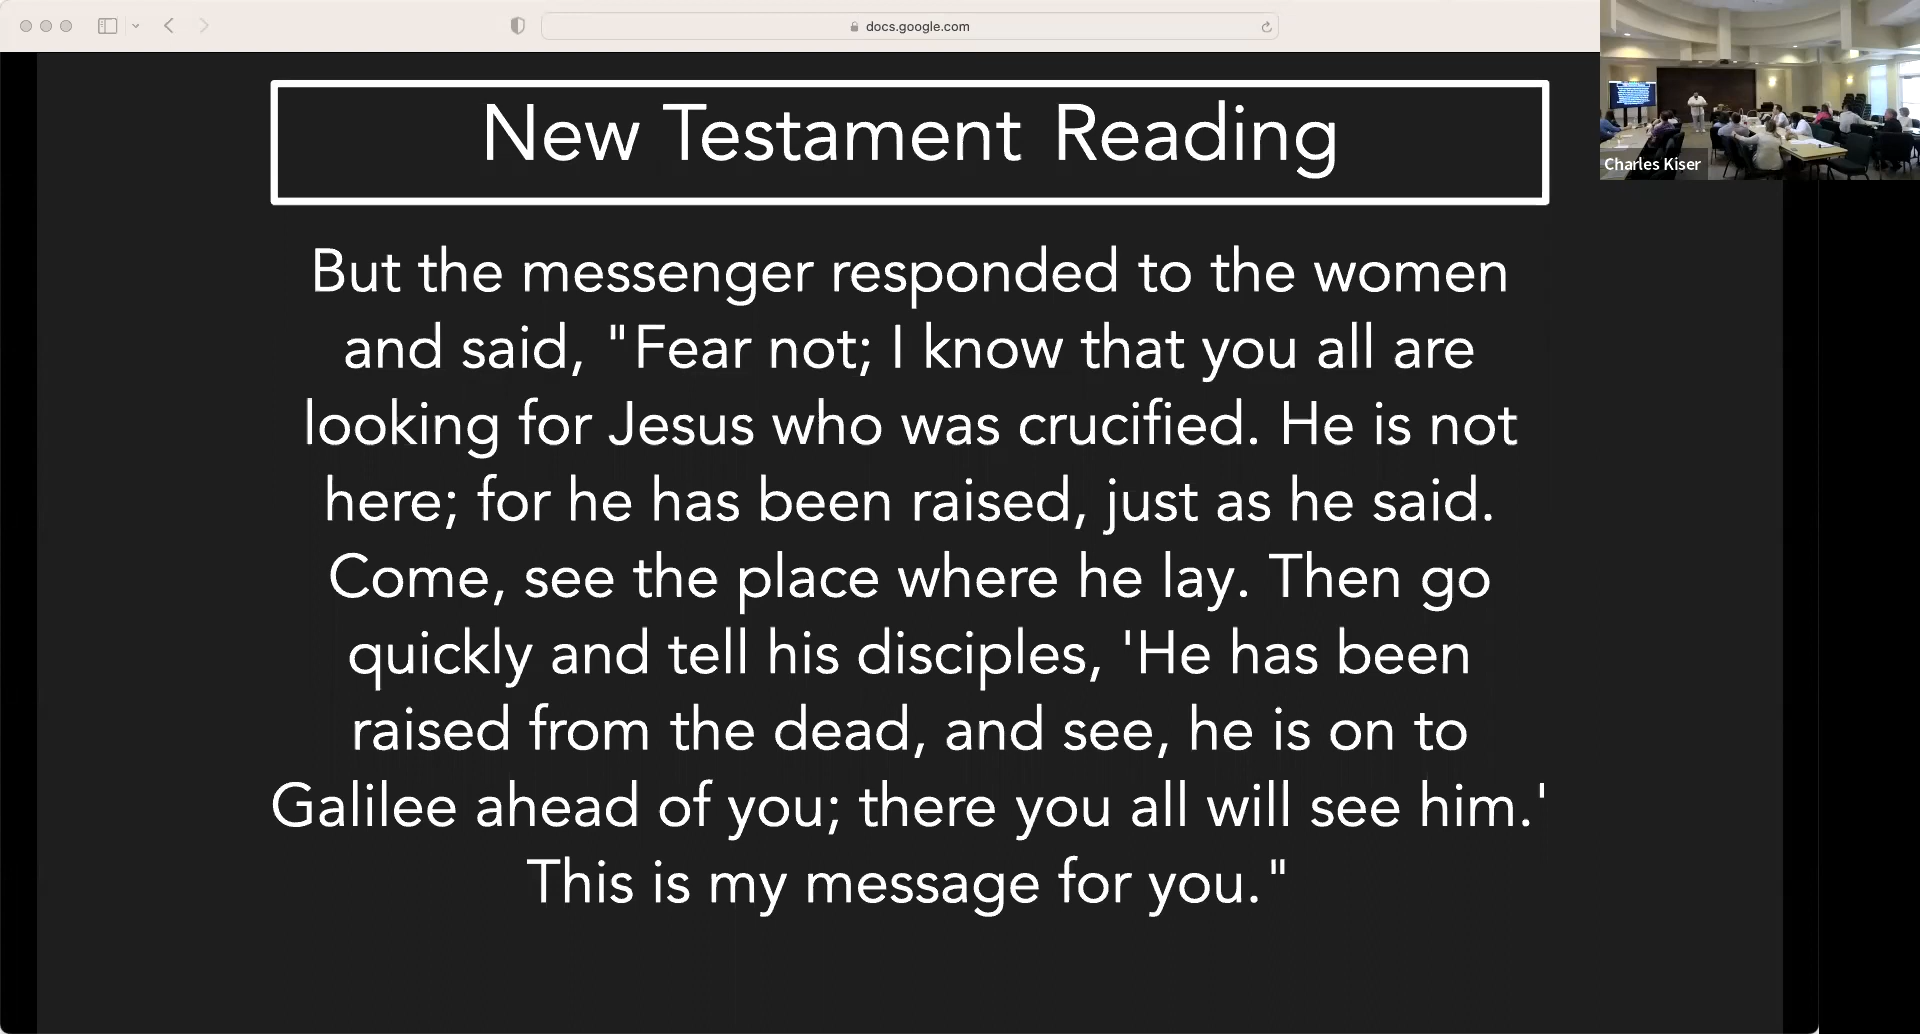 docs.google.com
New Testament Reading
But the messenger responded to the women
and said, "Fear not; I know that you all are
looking for Jesus who was crucified. He is not
here; for he has been raised, just as he said.
Come, see the place where he lay. Then go
quickly and tell his disciples, 'He has been
raised from the dead, and see, he is on to
Galilee ahead of you; there you all will see him.'
This is my message for you."
Charles Kiser